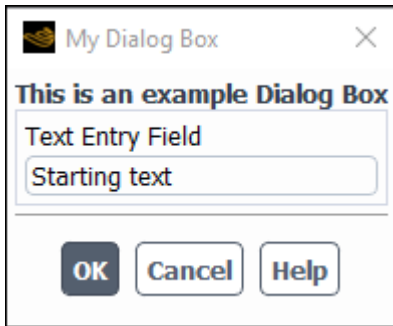 My Dialog Box
This is an example Dialog Box
Text Entry Field
Starting text
OK Cancel Help